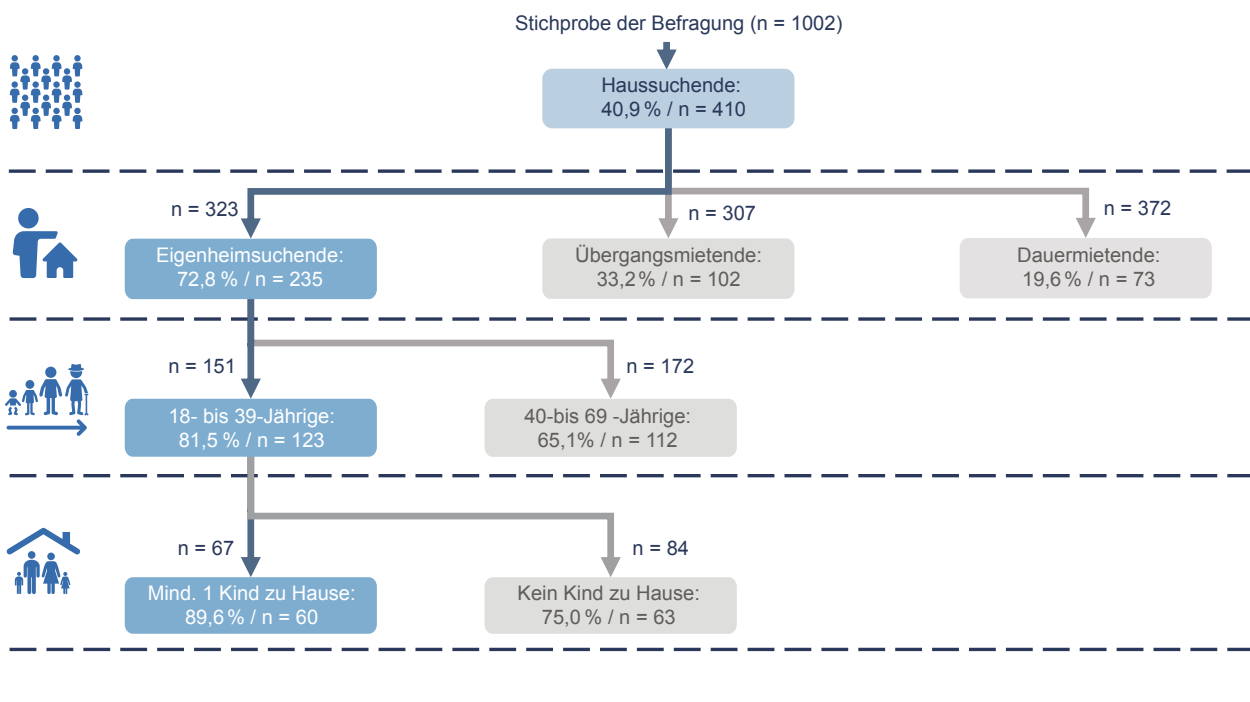 Stichprobe der Befragung (n = 1002)
Haussuchende:
40,9 % / n = 410
n = 323
n = 307
n = 372
Eigenheimsuchende:
72,8 % / n = 235
Übergangsmietende:
33,2 % / n = 102
Dauermietende:
19,6 % / n = 73
n = 151
n = 172
18- bis 39-Jährige:
81,5 % / n = 123
40-bis 69 -Jährige:
65,1% / n = 112
n = 67
n = 84
Mind. 1 Kind zu Hause:
89,6 % / n = 60
Kein Kind zu Hause:
75,0 % / n = 63